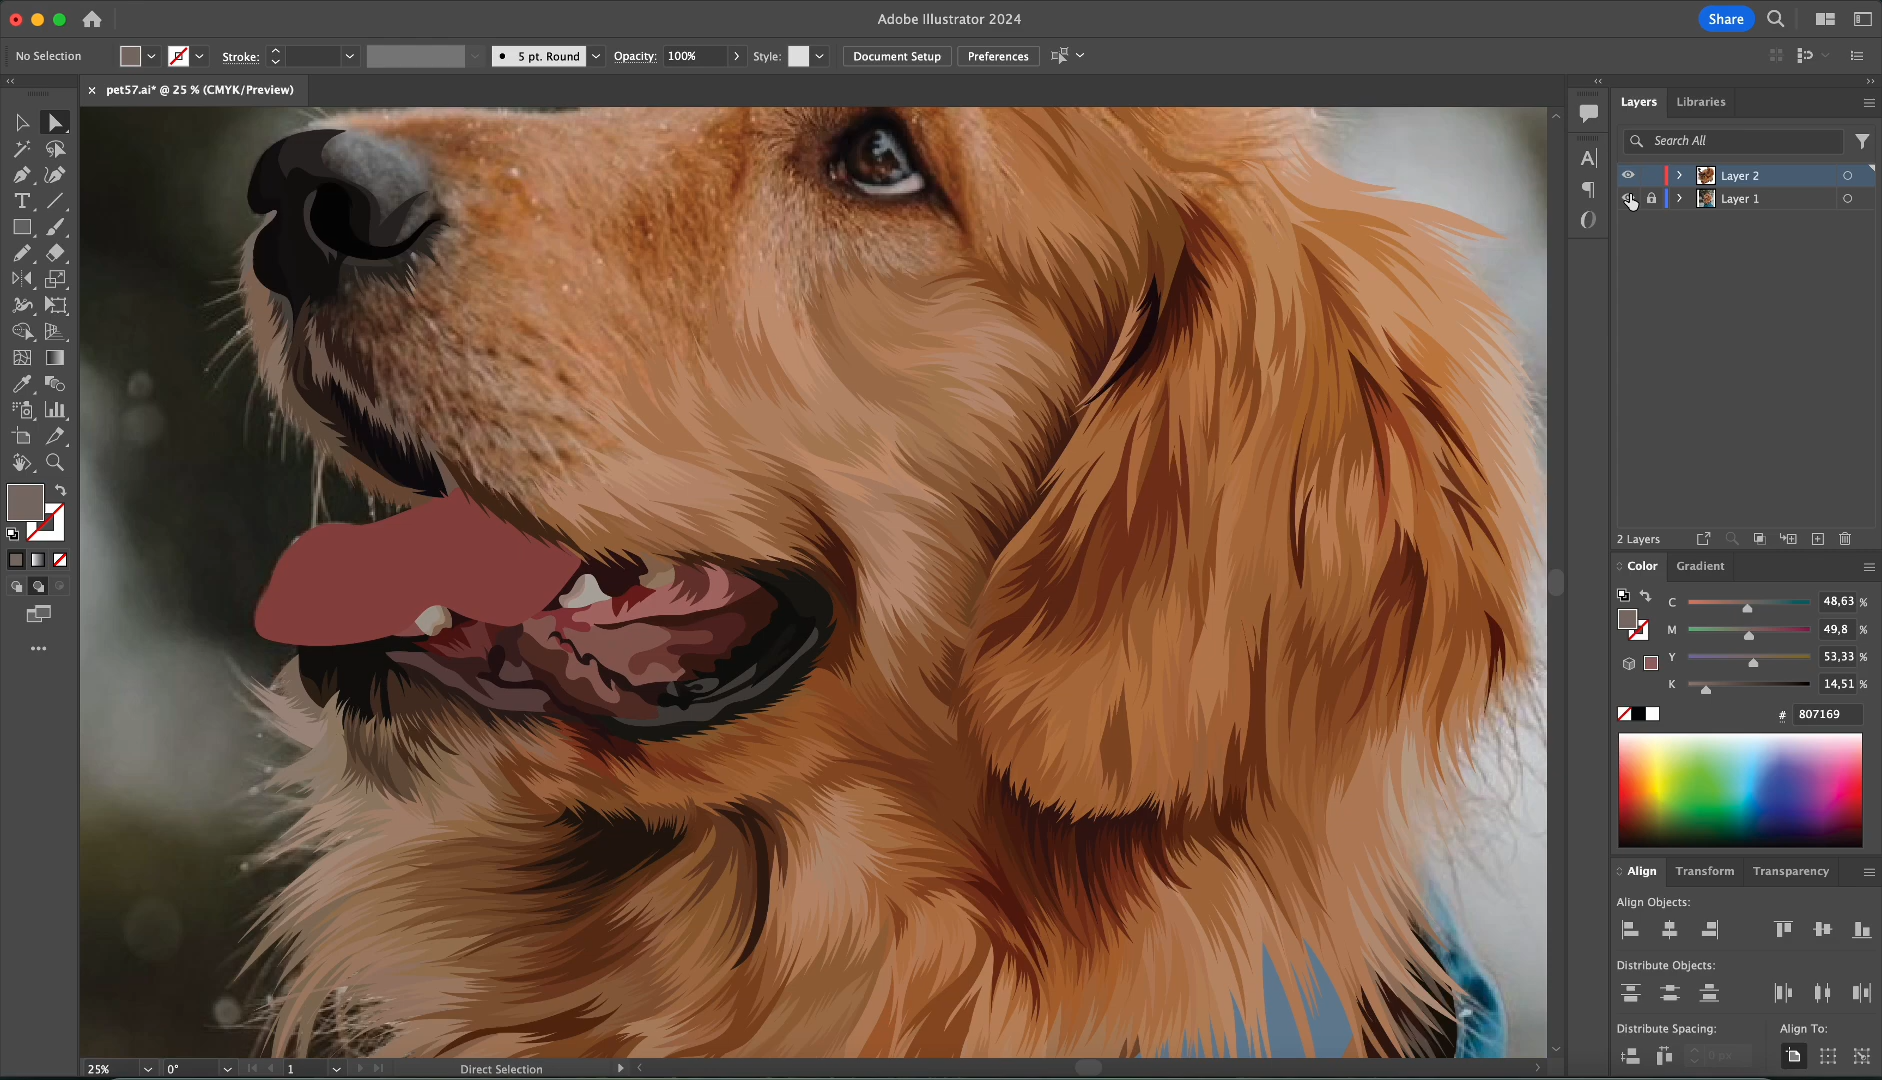 Adobe Illustrator 2024
Share
No Selection
Stroke:
5 pt. Round
Opacity: 100%
Style:
Document Setup
Preferences
pet57.ai* @ 25 % (CMYK/Preview)
Layers
Libraries
Search All
Layer 2
Layer 1
2 Layers
Color
Gradient
C 48,63 %
M 49,8 %
Y 53,33 %
K 14,51 %
# 807169
Align
Transform
Transparency
Align Objects:
Distribute Objects:
Distribute Spacing:
Align To:
0 px
25%
0°
1
Direct Selection